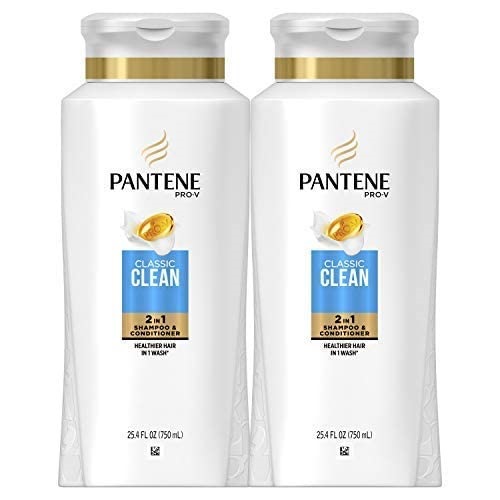 PANTENE
PRO-V
PRO-V
CLASSIC
CLEAN
2 IN 1
SHAMPOO &
CONDITIONER
HEALTHIER HAIR
IN 1 WASH*
25.4 FL OZ (750 mL)
PANTENE
PRO-V
PRO-V
CLASSIC
CLEAN
2 IN 1
SHAMPOO &
CONDITIONER
HEALTHIER HAIR
IN 1 WASH*
25.4 FL OZ (750 mL)